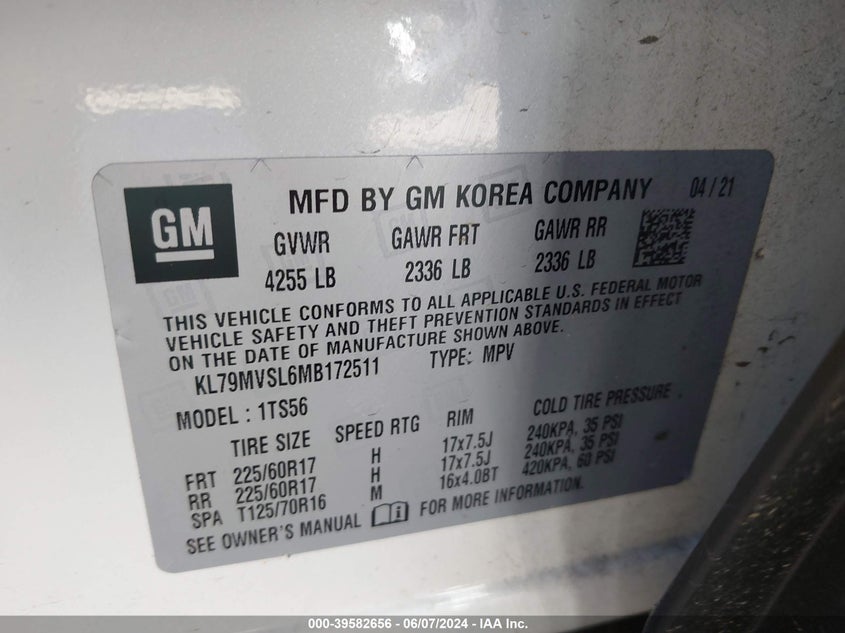 GM
MFD BY GM KOREA COMPANY 04/21
GVWR GAWR FRT GAWR RR
4255 LB 2336 LB 2336 LB
THIS VEHICLE CONFORMS TO ALL APPLICABLE U.S. FEDERAL MOTOR
VEHICLE SAFETY AND THEFT PREVENTION STANDARDS IN EFFECT
ON THE DATE OF MANUFACTURE SHOWN ABOVE.
KL79MVSL6MB172511 TYPE: MPV
MODEL : 1TS56
TIRE SIZE SPEED RTG RIM COLD TIRE PRESSURE
FRT 225/60R17 H 17x7.5J 240KPA, 35 PSI
RR 225/60R17 H 17x7.5J 240KPA, 35 PSI
SPA T125/70R16 M 16x4.0BT 420KPA, 60 PSI
SEE OWNER'S MANUAL FOR MORE INFORMATION.
000-39582656 | 06/07/2024 - IAA Inc.